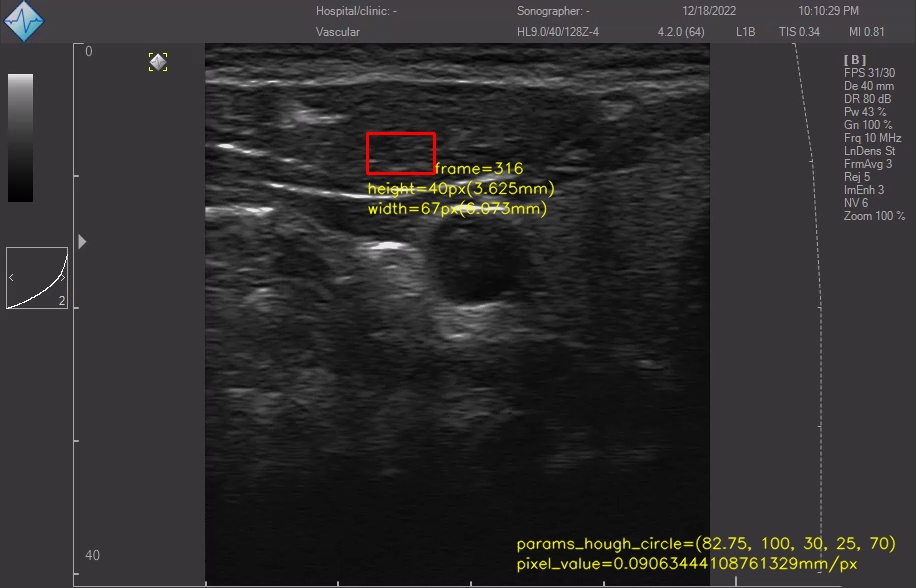 Hospital/clinic: - Sonographer: - 12/18/2022 10:10:29 PM
Vascular HL9.0/40/128Z-4 4.2.0 (64) L1B TIS 0.34 MI 0.81
0
[ B ]
FPS 31/30
De 40 mm
DR 80 dB
Pw 43 %
Gn 100 %
Frq 10 MHz
LnDens St
FrmAvg 3
Rej 5
ImEnh 3
NV 6
Zoom 100 %
frame=316
height=40px(3.625mm)
width=67px(6.073mm)
2
40
params_hough_circle=(82.75, 100, 30, 25, 70)
pixel_value=0.09063444108761329mm/px